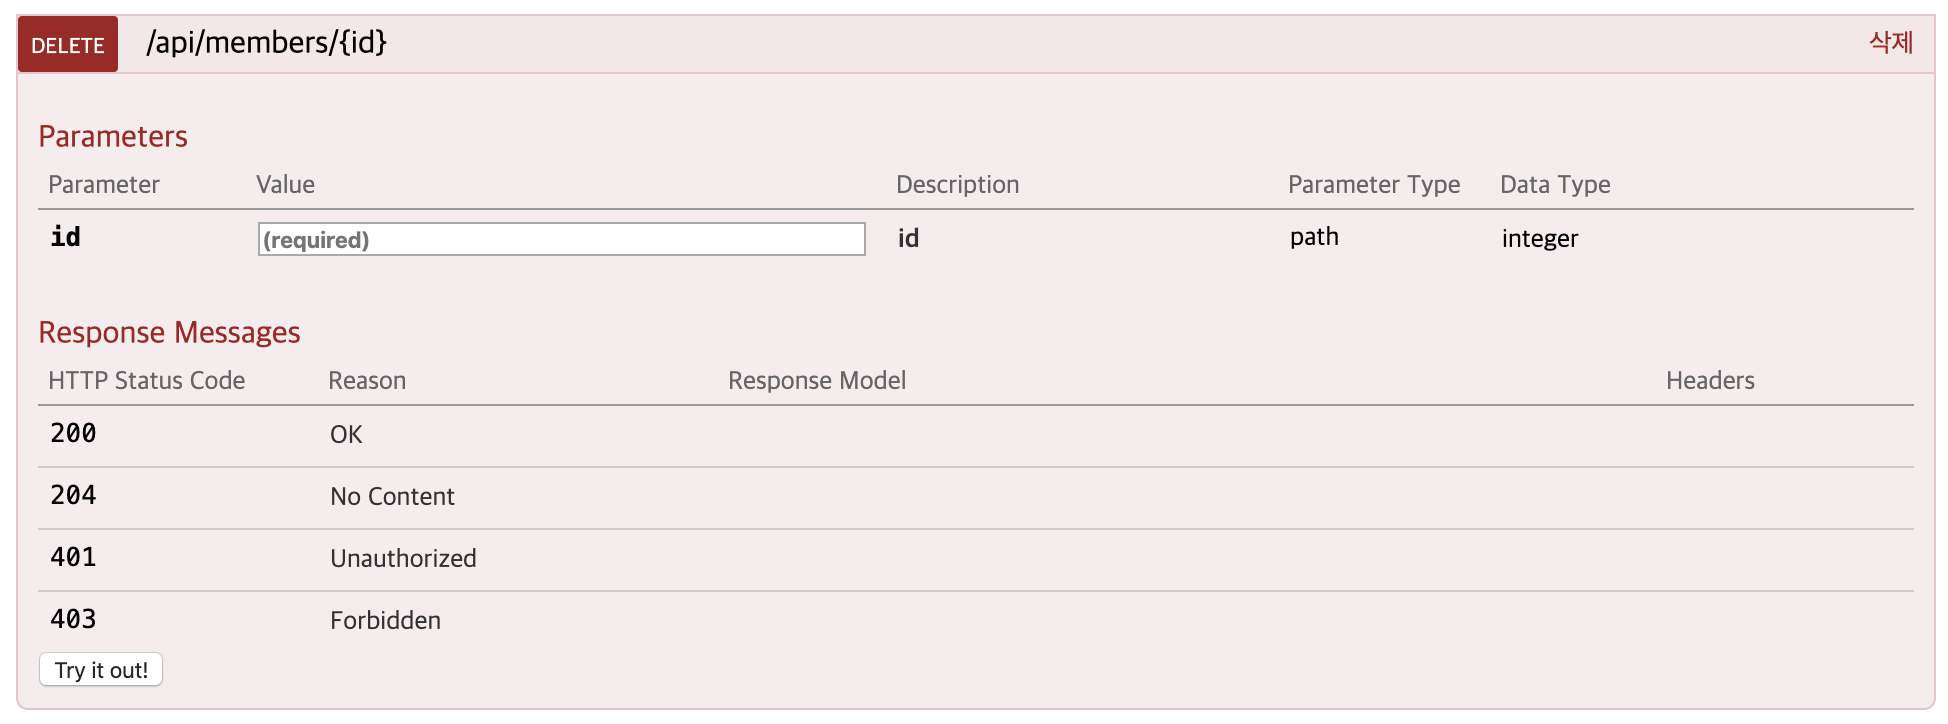 DELETE /api/members/{id} 삭제
Parameters
Parameter Value Description Parameter Type Data Type
id (required) id path integer
Response Messages
HTTP Status Code Reason Response Model Headers
200 OK
204 No Content
401 Unauthorized
403 Forbidden
Try it out!